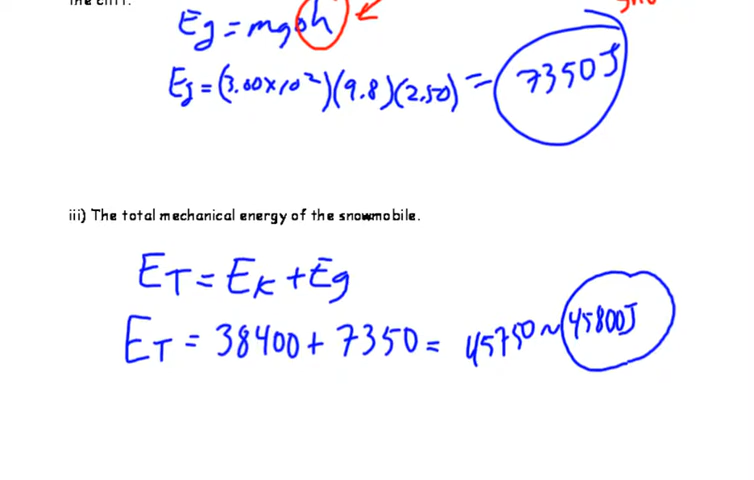 Eg = mgΔh
Eg = (3.00×10²)(9.8)(2.50) = 7350J
iii) The total mechanical energy of the snowmobile.
ET = EK + Eg
ET = 38400 + 7350 = 45750 ~ 45800J